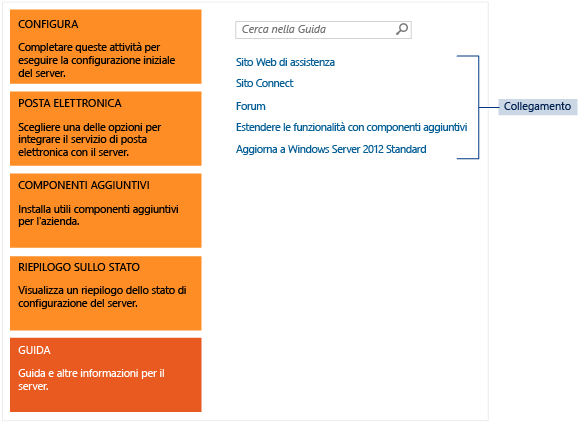 CONFIGURA
Completare queste attività per
eseguire la configurazione iniziale
del server.
POSTA ELETTRONICA
Scegliere una delle opzioni per
integrare il servizio di posta
elettronica con il server.
COMPONENTI AGGIUNTIVI
Installa utili componenti aggiuntivi
per l'azienda.
RIEPILOGO SULLO STATO
Visualizza un riepilogo dello stato di
configurazione del server.
GUIDA
Guida e altre informazioni per il
server.
Cerca nella Guida
Sito Web di assistenza
Sito Connect
Forum
Estendere le funzionalità con componenti aggiuntivi
Aggiorna a Windows Server 2012 Standard
Collegamento